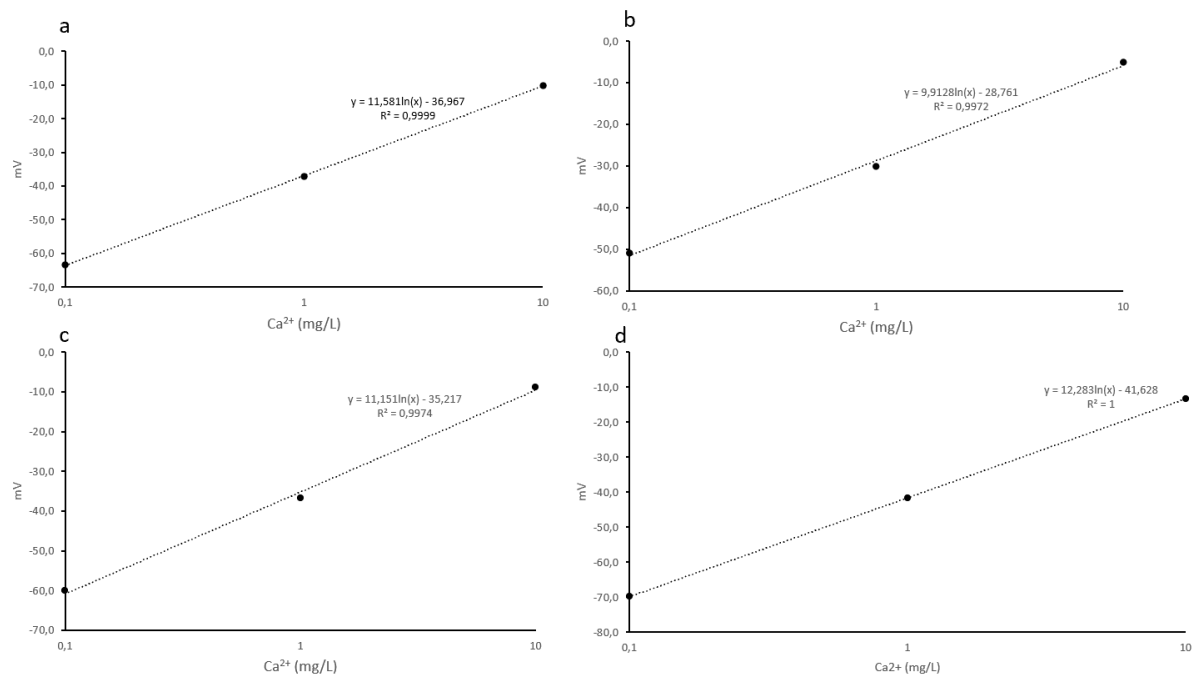 a
0,0
-10,0
-20,0
-30,0
-40,0
-50,0
-60,0
-70,0
mV
0,1
1
10
Ca²⁺ (mg/L)
y = 11,581ln(x) - 36,967
R² = 0,9999
b
0,0
-10,0
-20,0
-30,0
-40,0
-50,0
-60,0
mV
0,1
1
10
Ca²⁺ (mg/L)
y = 9,9128ln(x) - 28,761
R² = 0,9972
c
0,0
-10,0
-20,0
-30,0
-40,0
-50,0
-60,0
-70,0
mV
0,1
1
10
Ca²⁺ (mg/L)
y = 11,151ln(x) - 35,217
R² = 0,9974
d
0,0
-10,0
-20,0
-30,0
-40,0
-50,0
-60,0
-70,0
-80,0
mV
0,1
1
10
Ca2+ (mg/L)
y = 12,283ln(x) - 41,628
R² = 1